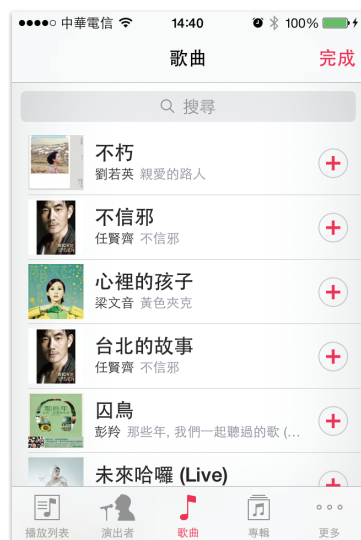 中華電信 14:40 100%
歌曲 完成
搜尋
不朽
劉若英 親愛的路人
不信邪
任賢齊 不信邪
心裡的孩子
梁文音 黃色夾克
台北的故事
任賢齊 不信邪
囚鳥
彭羚 那些年, 我們一起聽過的歌 (...
未來哈囉 (Live)
播放列表 演出者 歌曲 專輯 更多